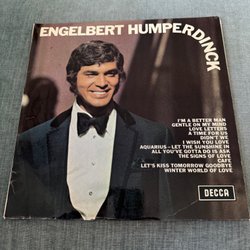 ENGELBERT HUMPERDINCK
I'M A BETTER MAN
GENTLE ON MY MIND
LOVE LETTERS
A TIME FOR US
DIDN'T WE
I WISH YOU LOVE
AQUARIUS - LET THE SUNSHINE IN
ALL YOU'VE GOTTA DO IS ASK
THE SIGNS OF LOVE
CAFE
LET'S KISS TOMORROW GOODBYE
WINTER WORLD OF LOVE
DECCA